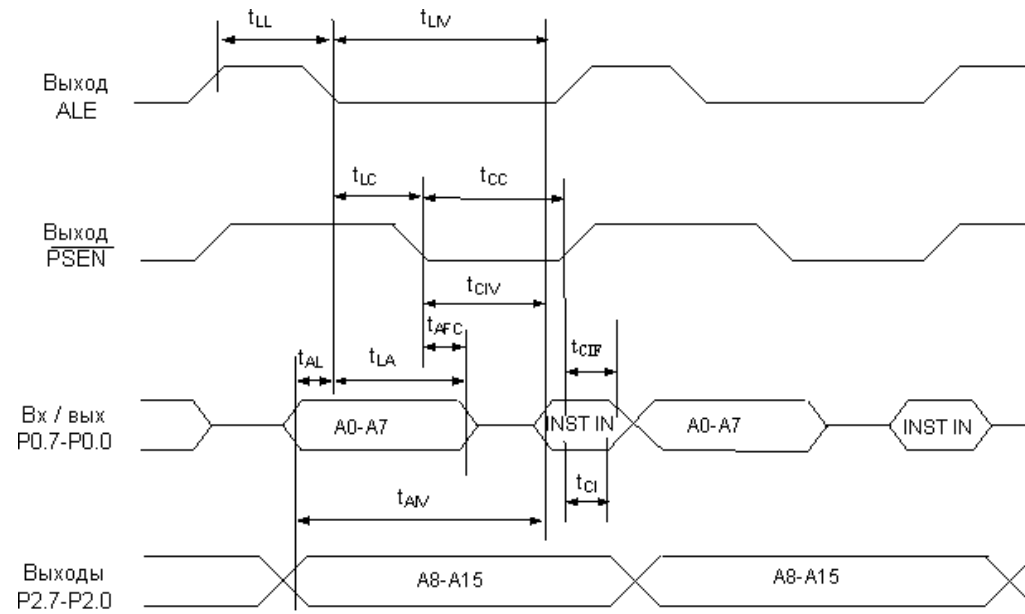 tLL
tLIV
Выход
ALE
tLC
tCC
Выход
PSEN
tCIV
tAFC
tAL
tLA
tCIF
Вх / вых
P0.7-P0.0
A0-A7
INST IN
A0-A7
INST IN
tCI
tAIV
Выходы
P2.7-P2.0
A8-A15
A8-A15